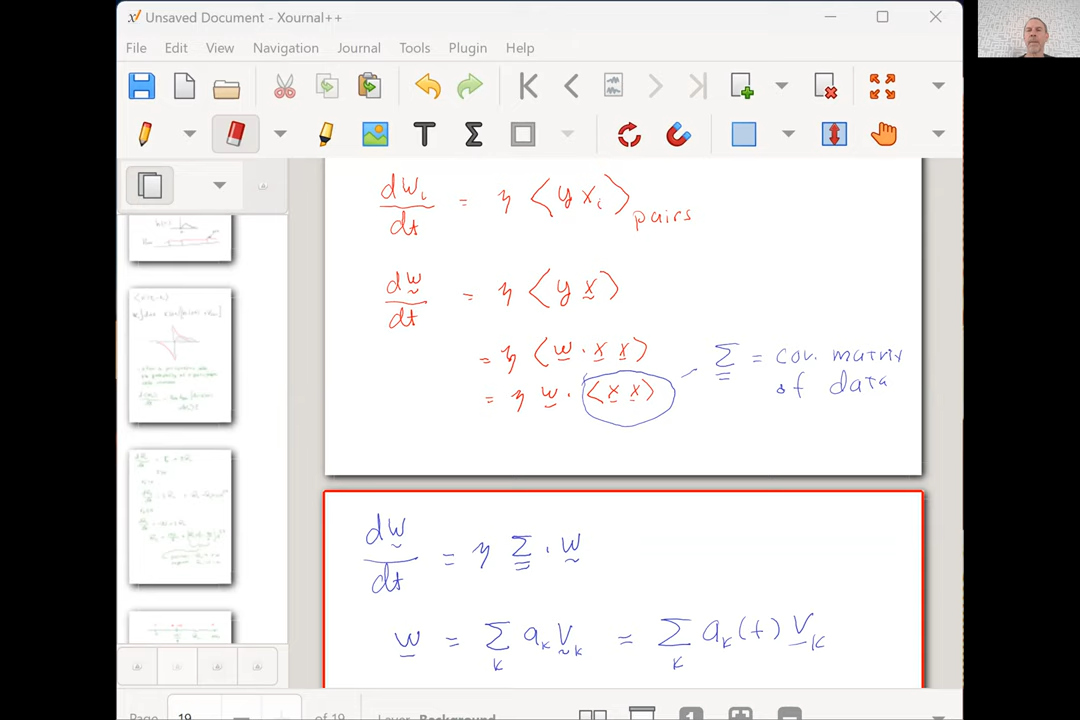 Unsaved Document - Xournal++
File Edit View Navigation Journal Tools Plugin Help
dw_i/dt = η ⟨y x_i⟩ pairs
dw/dt = η ⟨y x⟩
= η ⟨w · x x⟩
= η w · ⟨x x⟩
Σ = cov. matrix
of data
dw/dt = η Σ · w
w = Σ_k a_k v_k = Σ_k a_k(t) v_k
Page 19 of 19 Layer Background